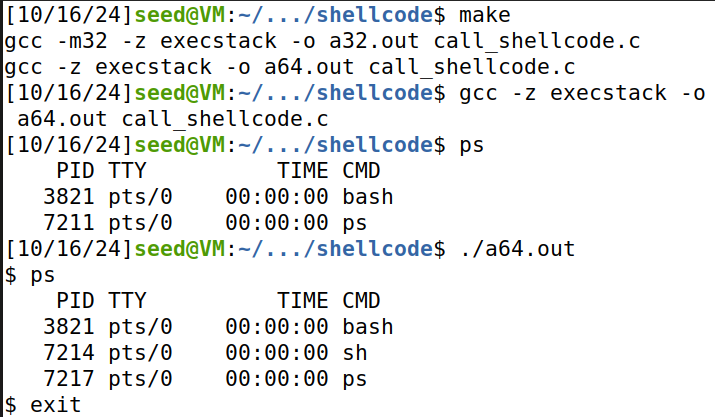 [10/16/24]seed@VM:~/.../shellcode$ make
gcc -m32 -z execstack -o a32.out call_shellcode.c
gcc -z execstack -o a64.out call_shellcode.c
[10/16/24]seed@VM:~/.../shellcode$ gcc -z execstack -o
 a64.out call_shellcode.c
[10/16/24]seed@VM:~/.../shellcode$ ps
    PID TTY          TIME CMD
   3821 pts/0    00:00:00 bash
   7211 pts/0    00:00:00 ps
[10/16/24]seed@VM:~/.../shellcode$ ./a64.out
$ ps
    PID TTY          TIME CMD
   3821 pts/0    00:00:00 bash
   7214 pts/0    00:00:00 sh
   7217 pts/0    00:00:00 ps
$ exit